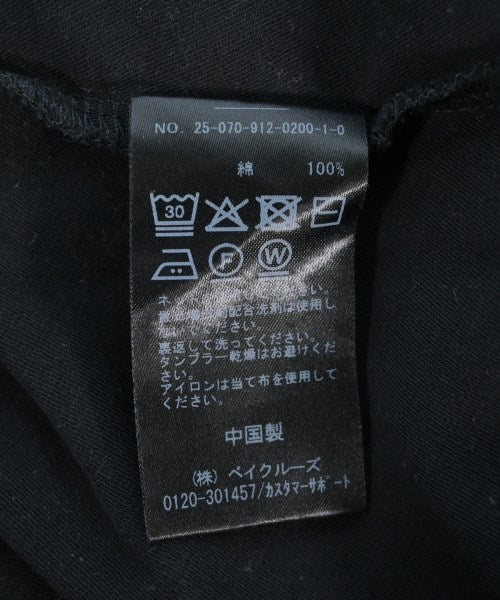 NO. 25-070-912-0200-1-0
綿 100%
30
F W
配合洗剤は使用し
ないでください。
裏返して洗ってください。
タンブラー乾燥はお避けくだ
さい。
アイロンは当て布を使用して
ください。
中国製
(株) ベイクルーズ
0120-301457/カスタマーサポート